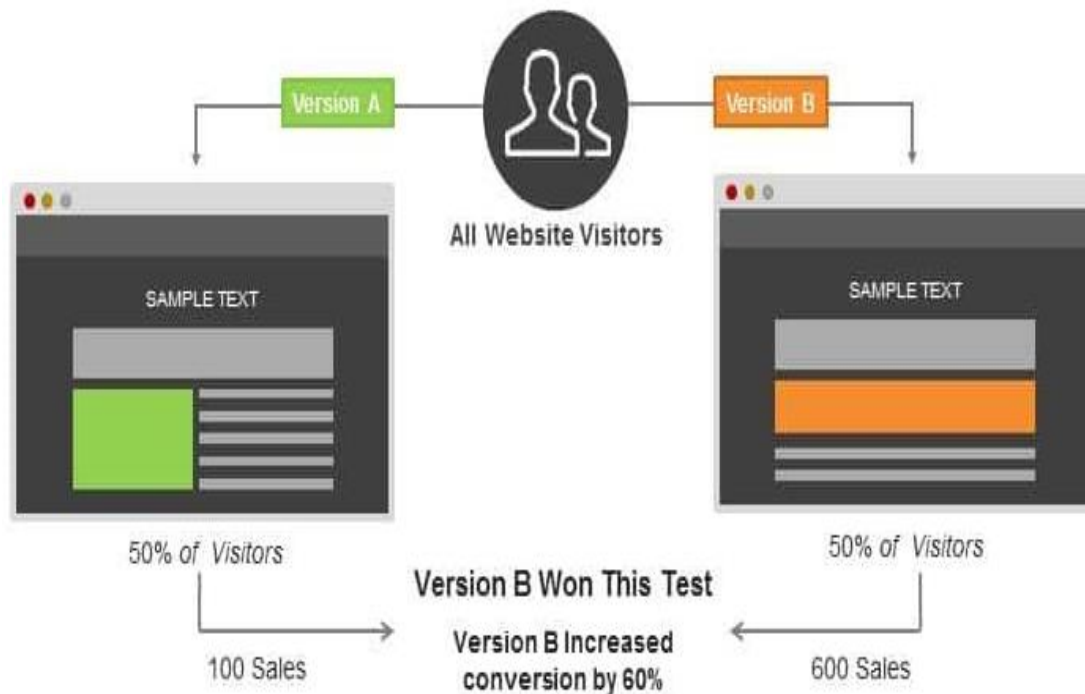 Version A
Version B
All Website Visitors
SAMPLE TEXT
SAMPLE TEXT
50% of Visitors
50% of Visitors
Version B Won This Test
Version B Increased
conversion by 60%
100 Sales
600 Sales